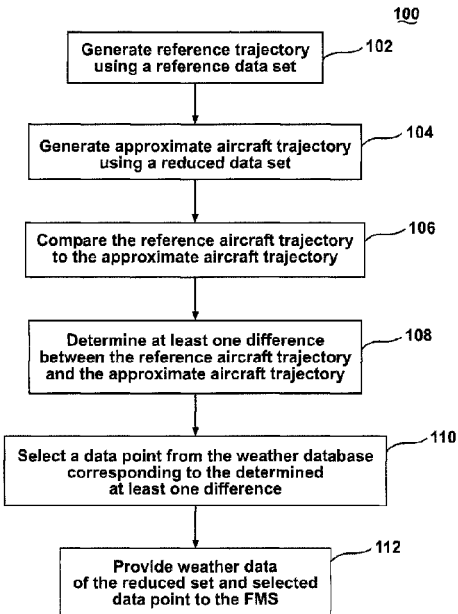 100
Generate reference trajectory
using a reference data set
102
Generate approximate aircraft trajectory
using a reduced data set
104
Compare the reference aircraft trajectory
to the approximate aircraft trajectory
106
Determine at least one difference
between the reference aircraft trajectory
and the approximate aircraft trajectory
108
Select a data point from the weather database
corresponding to the determined
at least one difference
110
Provide weather data
of the reduced set and selected
data point to the FMS
112